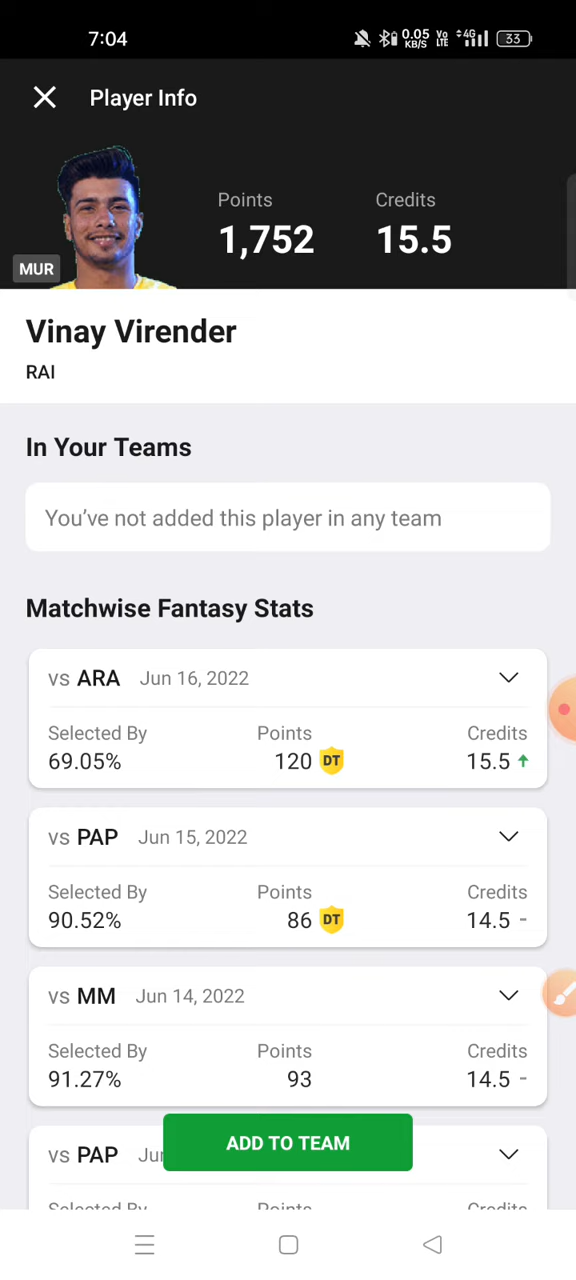 7:04
0.05 KB/S Vo LTE 4G 33
Player Info
Points Credits
1,752 15.5
MUR
Vinay Virender
RAI
In Your Teams
You've not added this player in any team
Matchwise Fantasy Stats
vs ARA Jun 16, 2022
Selected By Points Credits
69.05% 120 DT 15.5
vs PAP Jun 15, 2022
Selected By Points Credits
90.52% 86 DT 14.5 -
vs MM Jun 14, 2022
Selected By Points Credits
91.27% 93 14.5 -
ADD TO TEAM
vs PAP
Selected By Points Credits